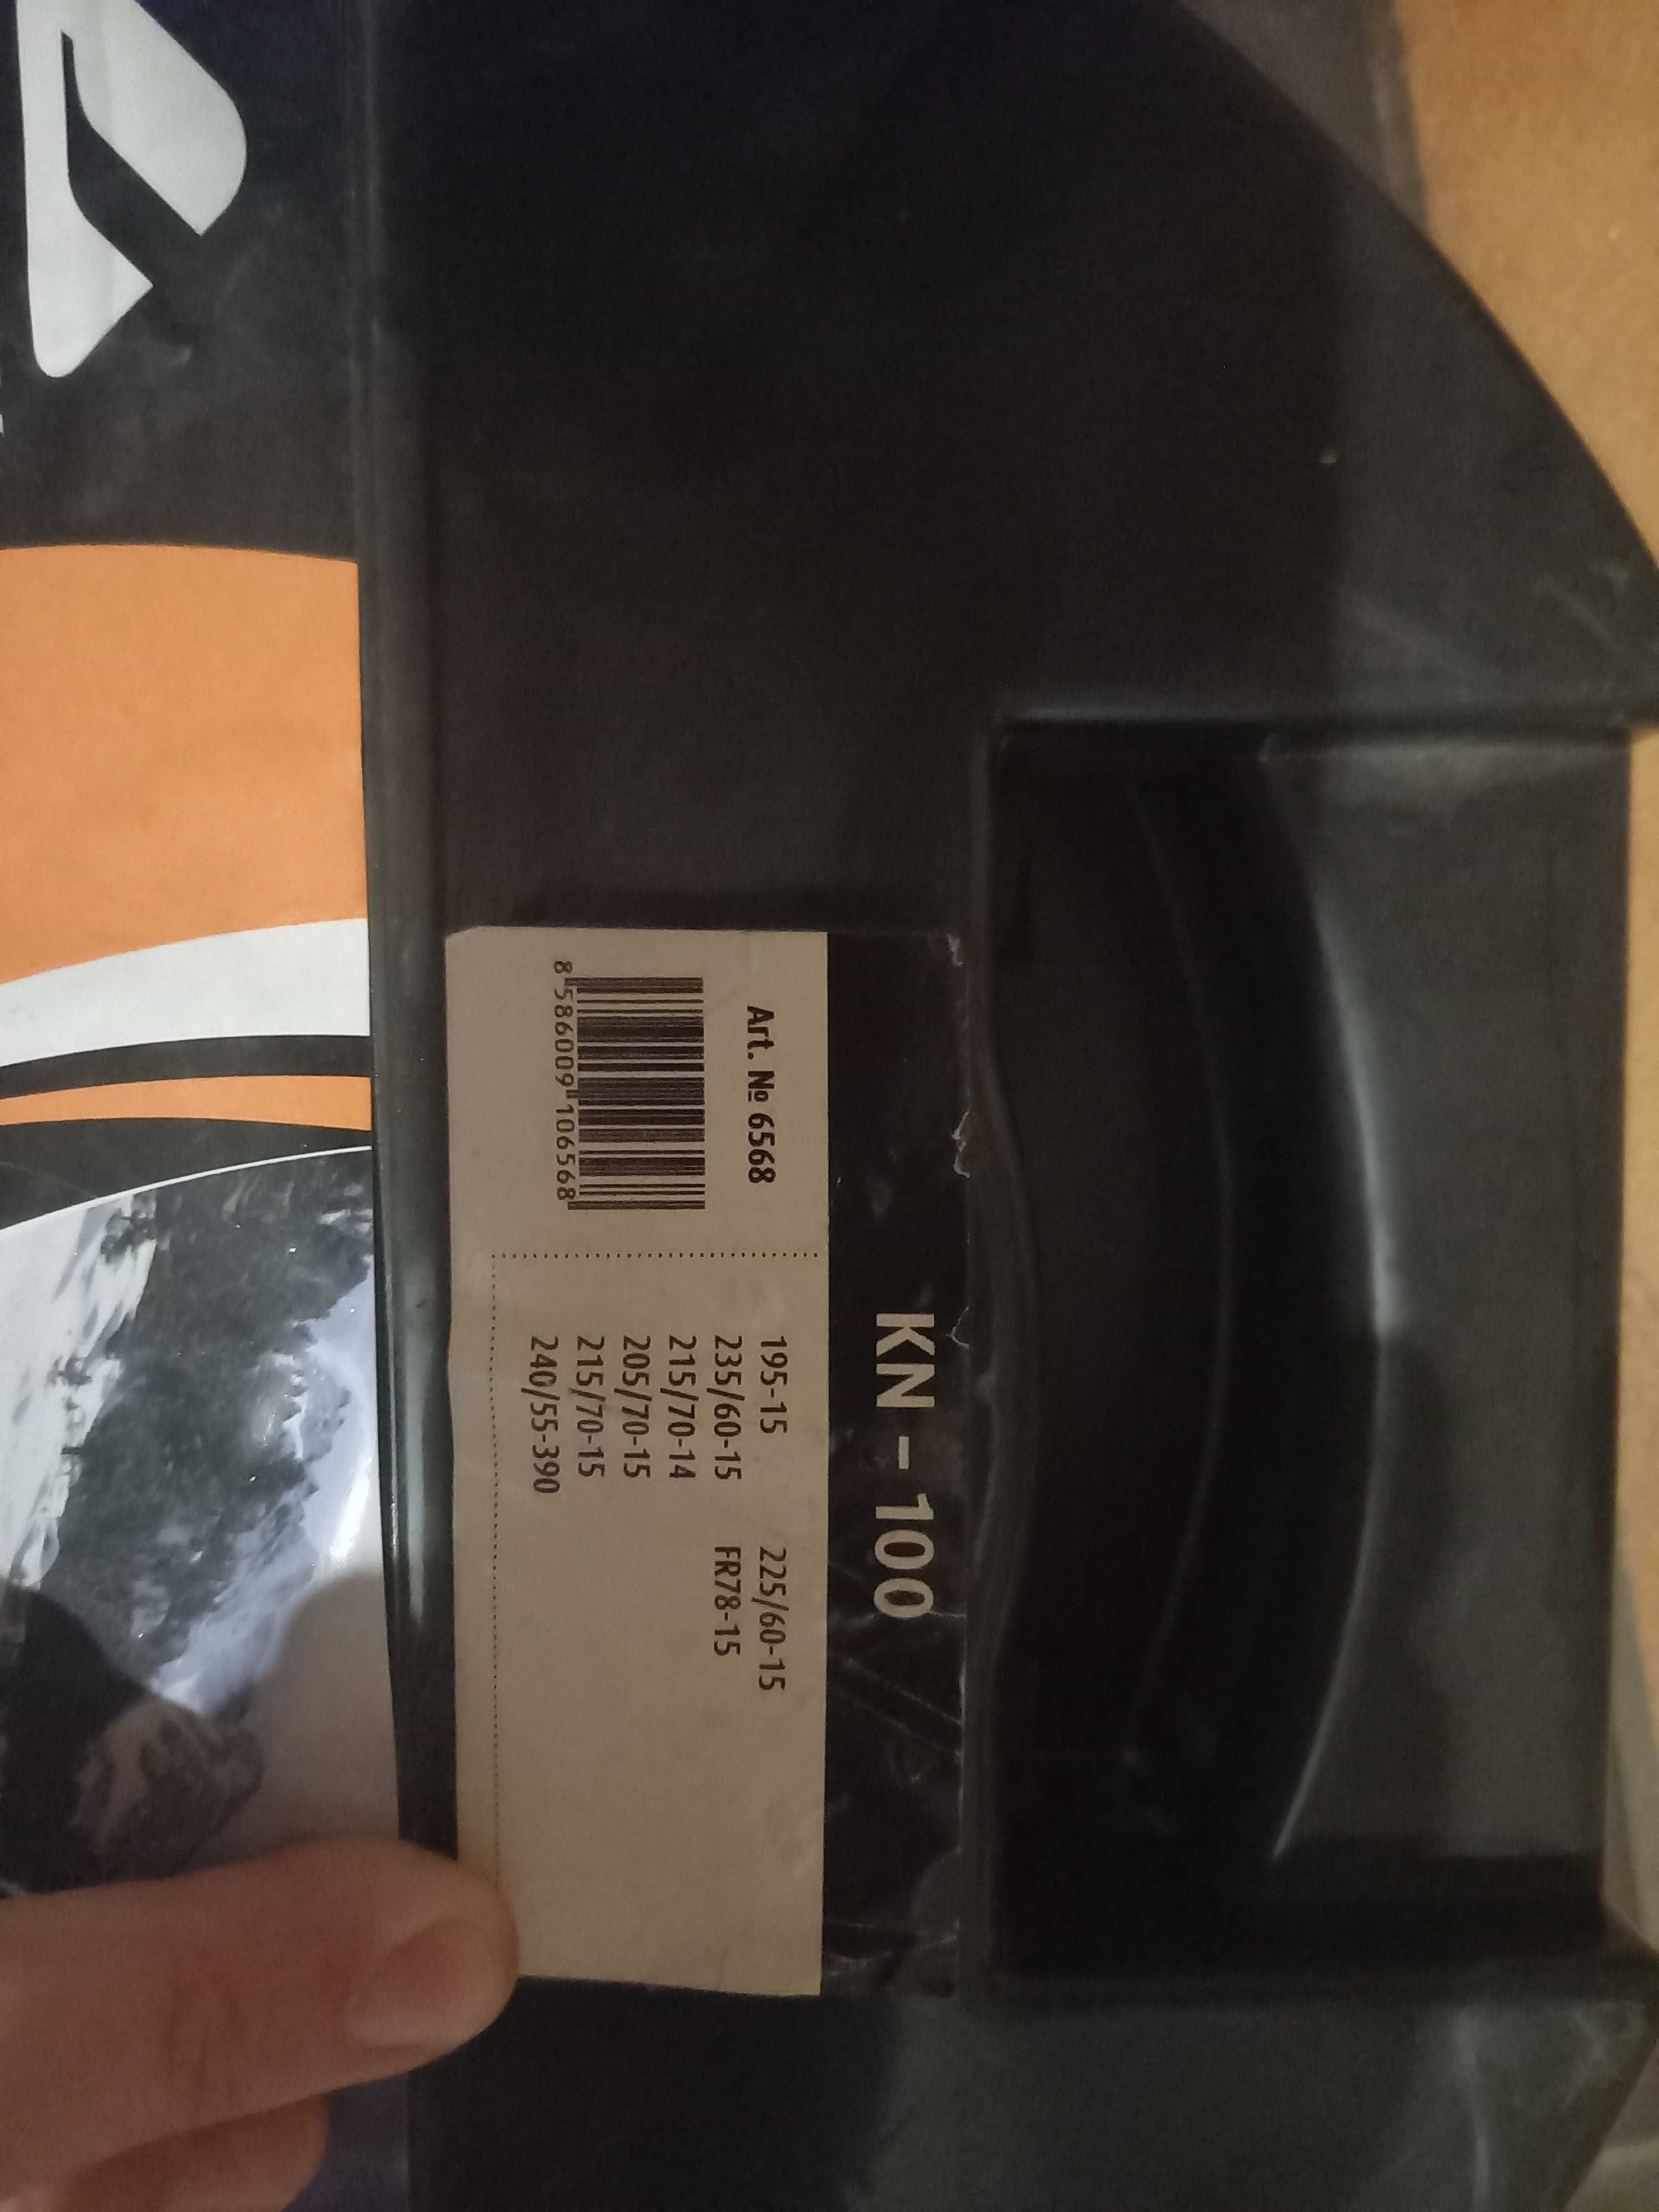 KN - 100
Art. № 6568
8 586009 106568
195-15
235/60-15
215/70-14
205/70-15
215/70-15
240/55-390
225/60-15
FR78-15